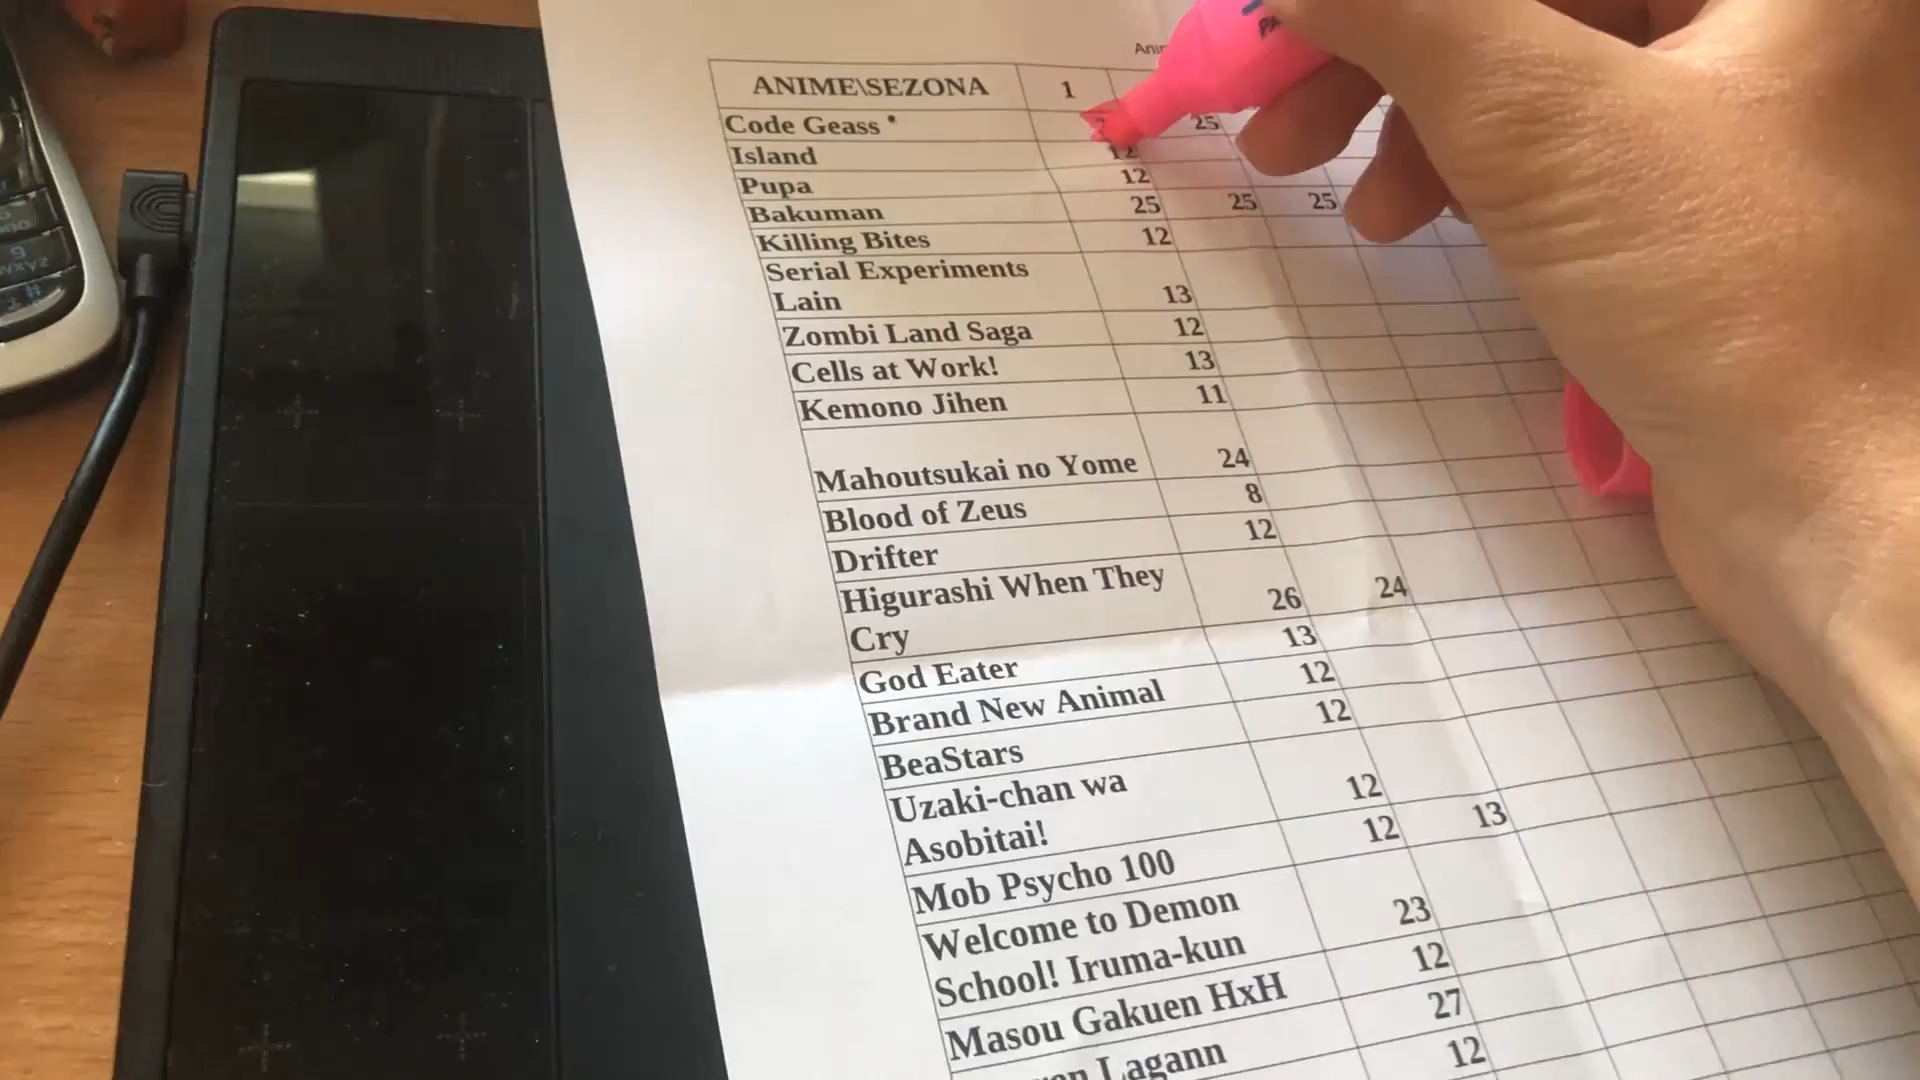 ANIME\SEZONA 1
Code Geass * 25
Island 12
Pupa 12
Bakuman 25 25 25
Killing Bites 12
Serial Experiments
Lain 13
Zombi Land Saga 12
Cells at Work! 13
Kemono Jihen 11
Mahoutsukai no Yome 24
Blood of Zeus 8
Drifter 12
Higurashi When They
Cry 26 24
God Eater 13
Brand New Animal 12
BeaStars 12
Uzaki-chan wa
Asobitai! 12
Mob Psycho 100 12 13
Welcome to Demon
School! Iruma-kun 23
Masou Gakuen HxH 12
Lagann 27
12